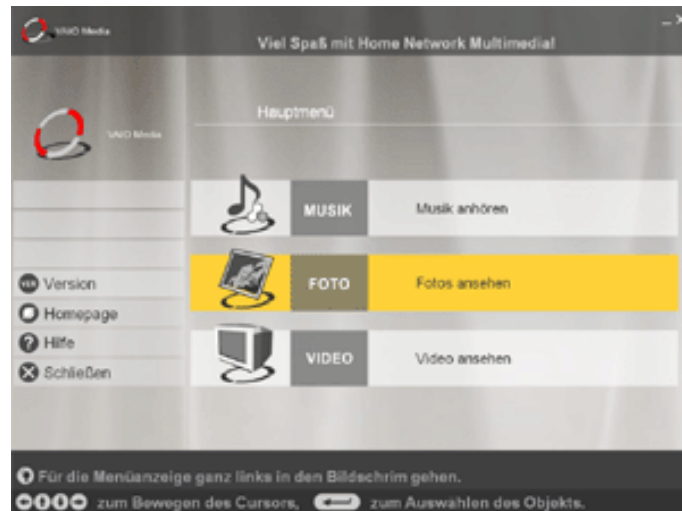 VAIO Media
Viel Spaß mit Home Network Multimedia!
Hauptmenü
VAIO Media
MUSIK Musik anhören
FOTO Fotos ansehen
VIDEO Video ansehen
VER Version
Homepage
? Hilfe
Schließen
Für die Menüanzeige ganz links in den Bildschrim gehen.
zum Bewegen des Cursors, zum Auswählen des Objekts.